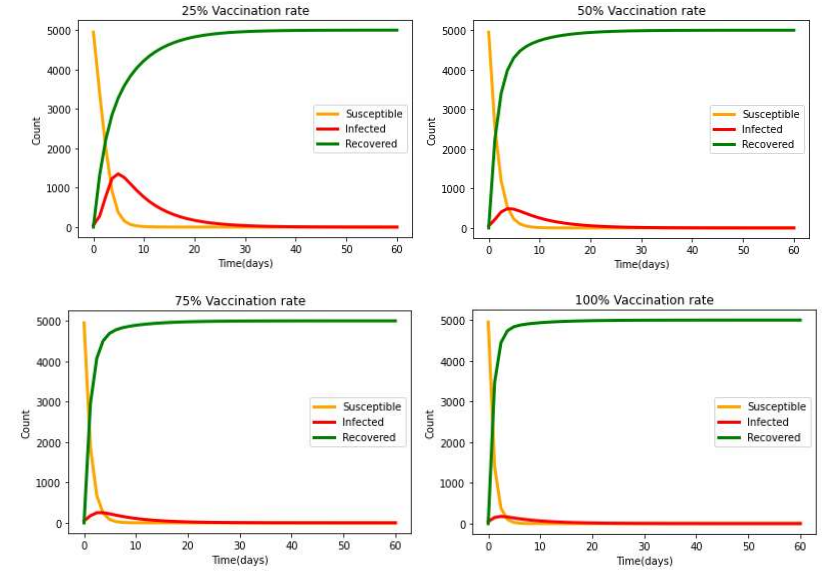 25% Vaccination rate
5000
4000
3000
2000
1000
0
Count
Susceptible
Infected
Recovered
0 10 20 30 40 50 60
Time(days)
50% Vaccination rate
5000
4000
3000
2000
1000
0
Count
Susceptible
Infected
Recovered
0 10 20 30 40 50 60
Time(days)
75% Vaccination rate
5000
4000
3000
2000
1000
0
Count
Susceptible
Infected
Recovered
0 10 20 30 40 50 60
Time(days)
100% Vaccination rate
5000
4000
3000
2000
1000
0
Count
Susceptible
Infected
Recovered
0 10 20 30 40 50 60
Time(days)